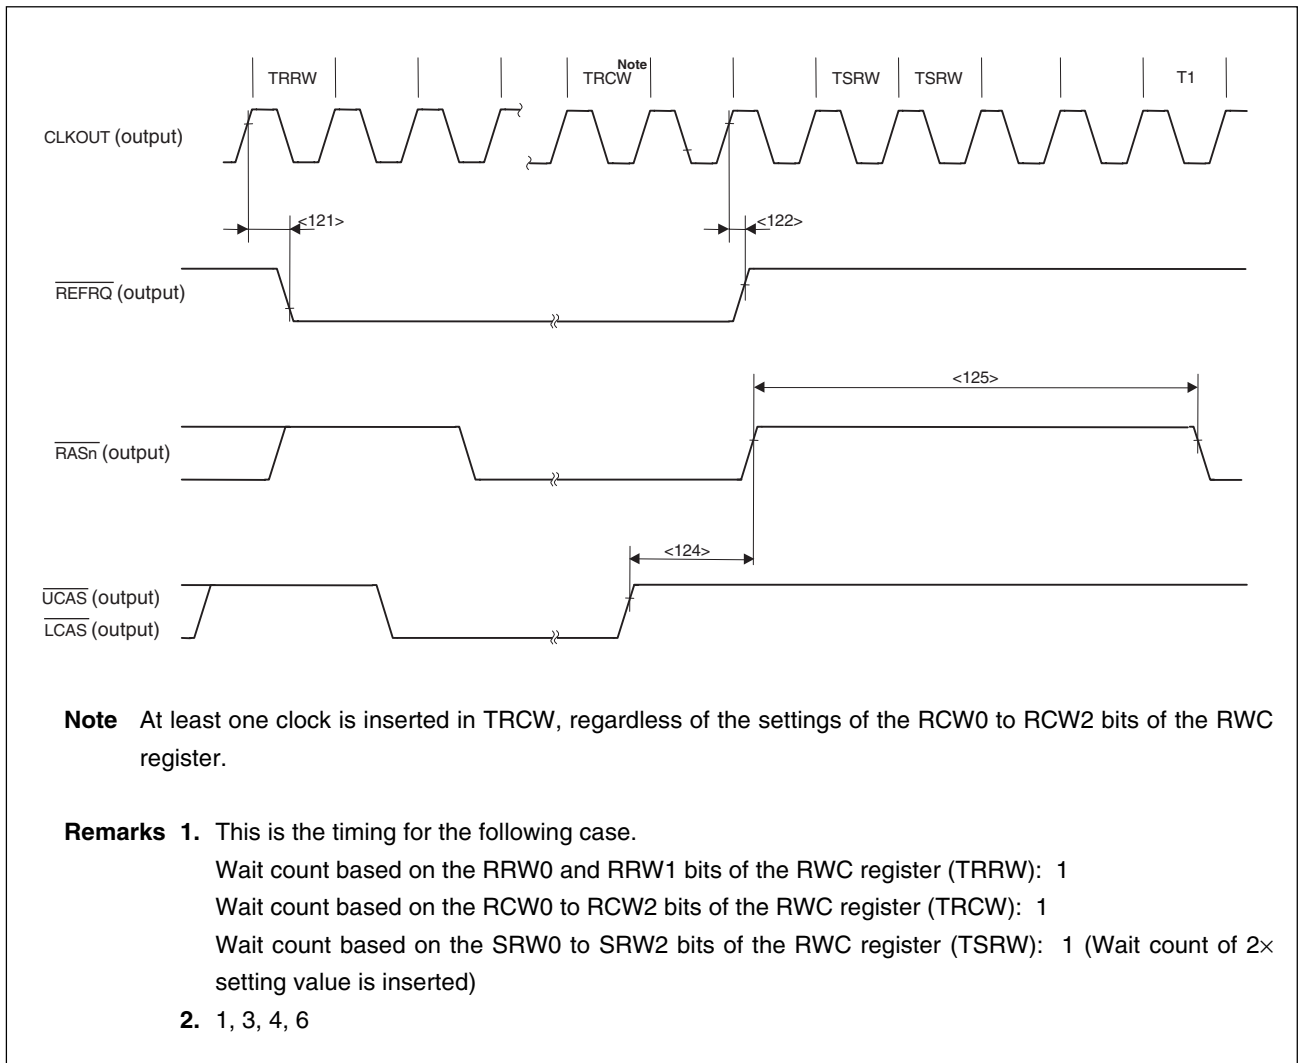 Note
TRRW TRCW TSRW TSRW T1
CLKOUT (output)
<121> <122>
REFRQ (output)
<125>
RASn (output)
<124>
UCAS (output)
LCAS (output)
Note At least one clock is inserted in TRCW, regardless of the settings of the RCW0 to RCW2 bits of the RWC
register.
Remarks 1. This is the timing for the following case.
Wait count based on the RRW0 and RRW1 bits of the RWC register (TRRW): 1
Wait count based on the RCW0 to RCW2 bits of the RWC register (TRCW): 1
Wait count based on the SRW0 to SRW2 bits of the RWC register (TSRW): 1 (Wait count of 2×
setting value is inserted)
2. 1, 3, 4, 6